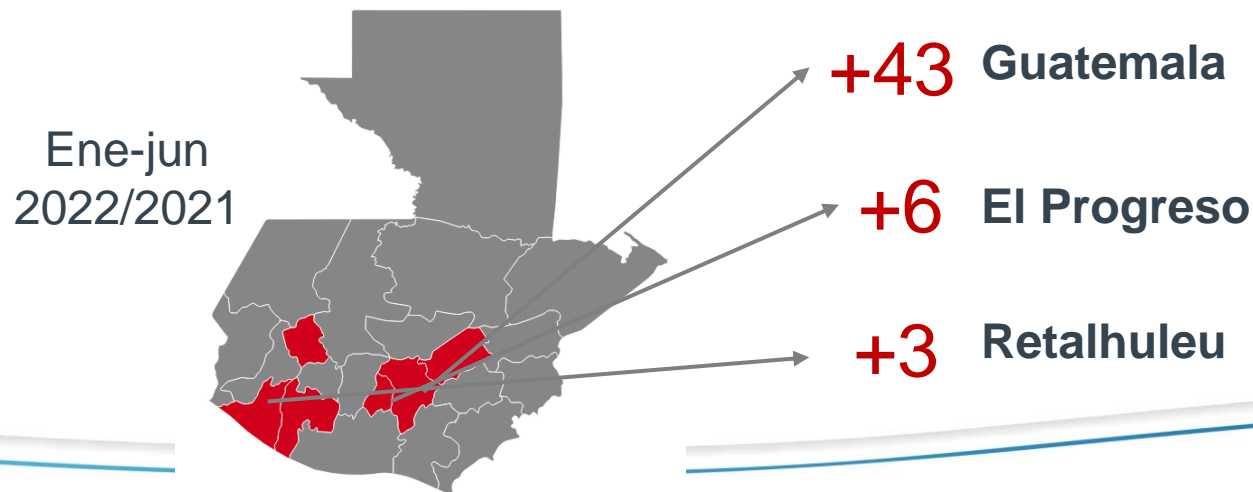 Ene-jun
2022/2021
+43 Guatemala
+6 El Progreso
+3 Retalhuleu